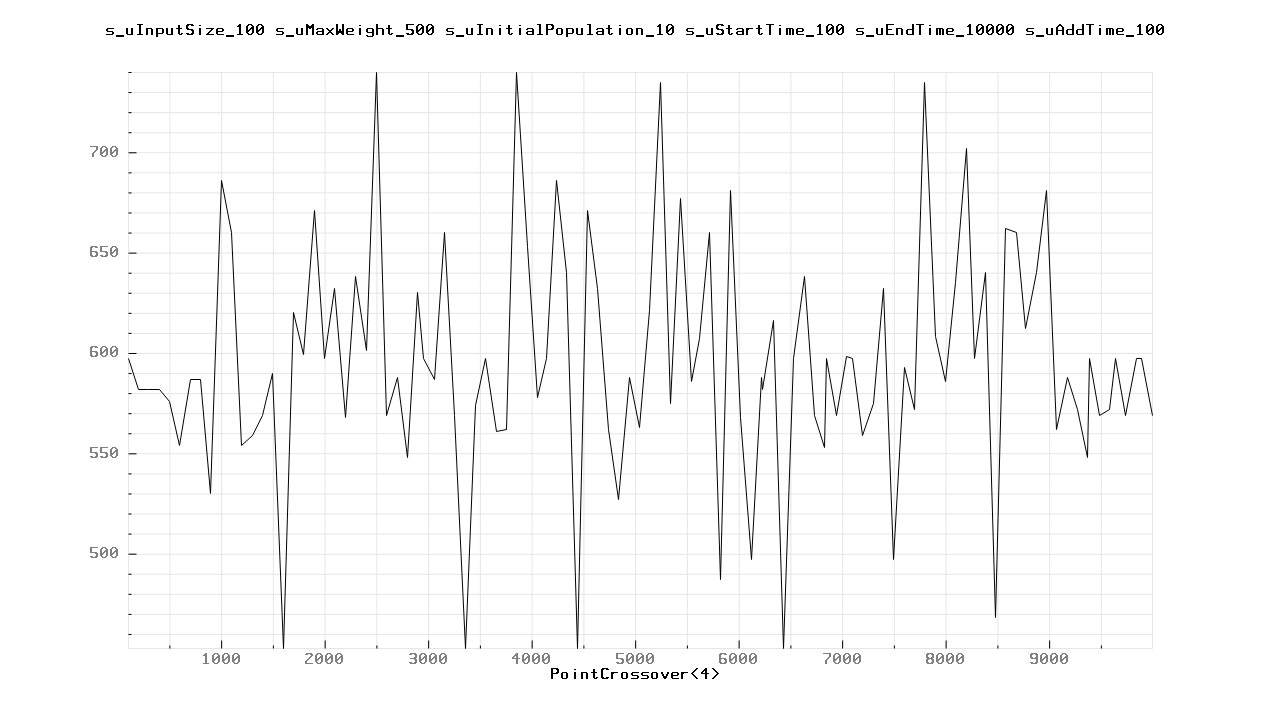 s_uInputSize_100 s_uMaxWeight_500 s_uInitialPopulation_10 s_uStartTime_100 s_uEndTime_10000 s_uAddTime_100
700
650
600
550
500
1000 2000 3000 4000 5000 6000 7000 8000 9000
PointCrossover<4>